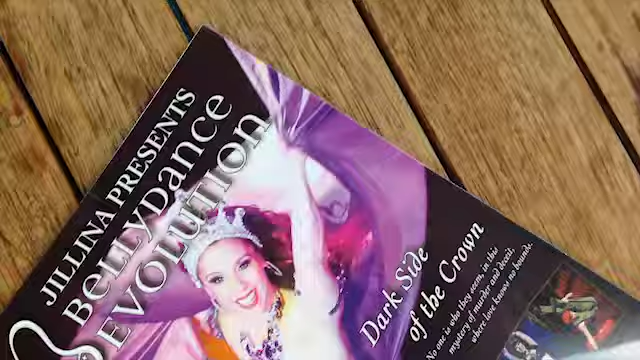 JILLINA PRESENTS
BELLYDANCE
EVOLUTION
Dark Side
of the Crown
No one is who they seem, in this
mystery of murder and deceit,
where love knows no bounds.